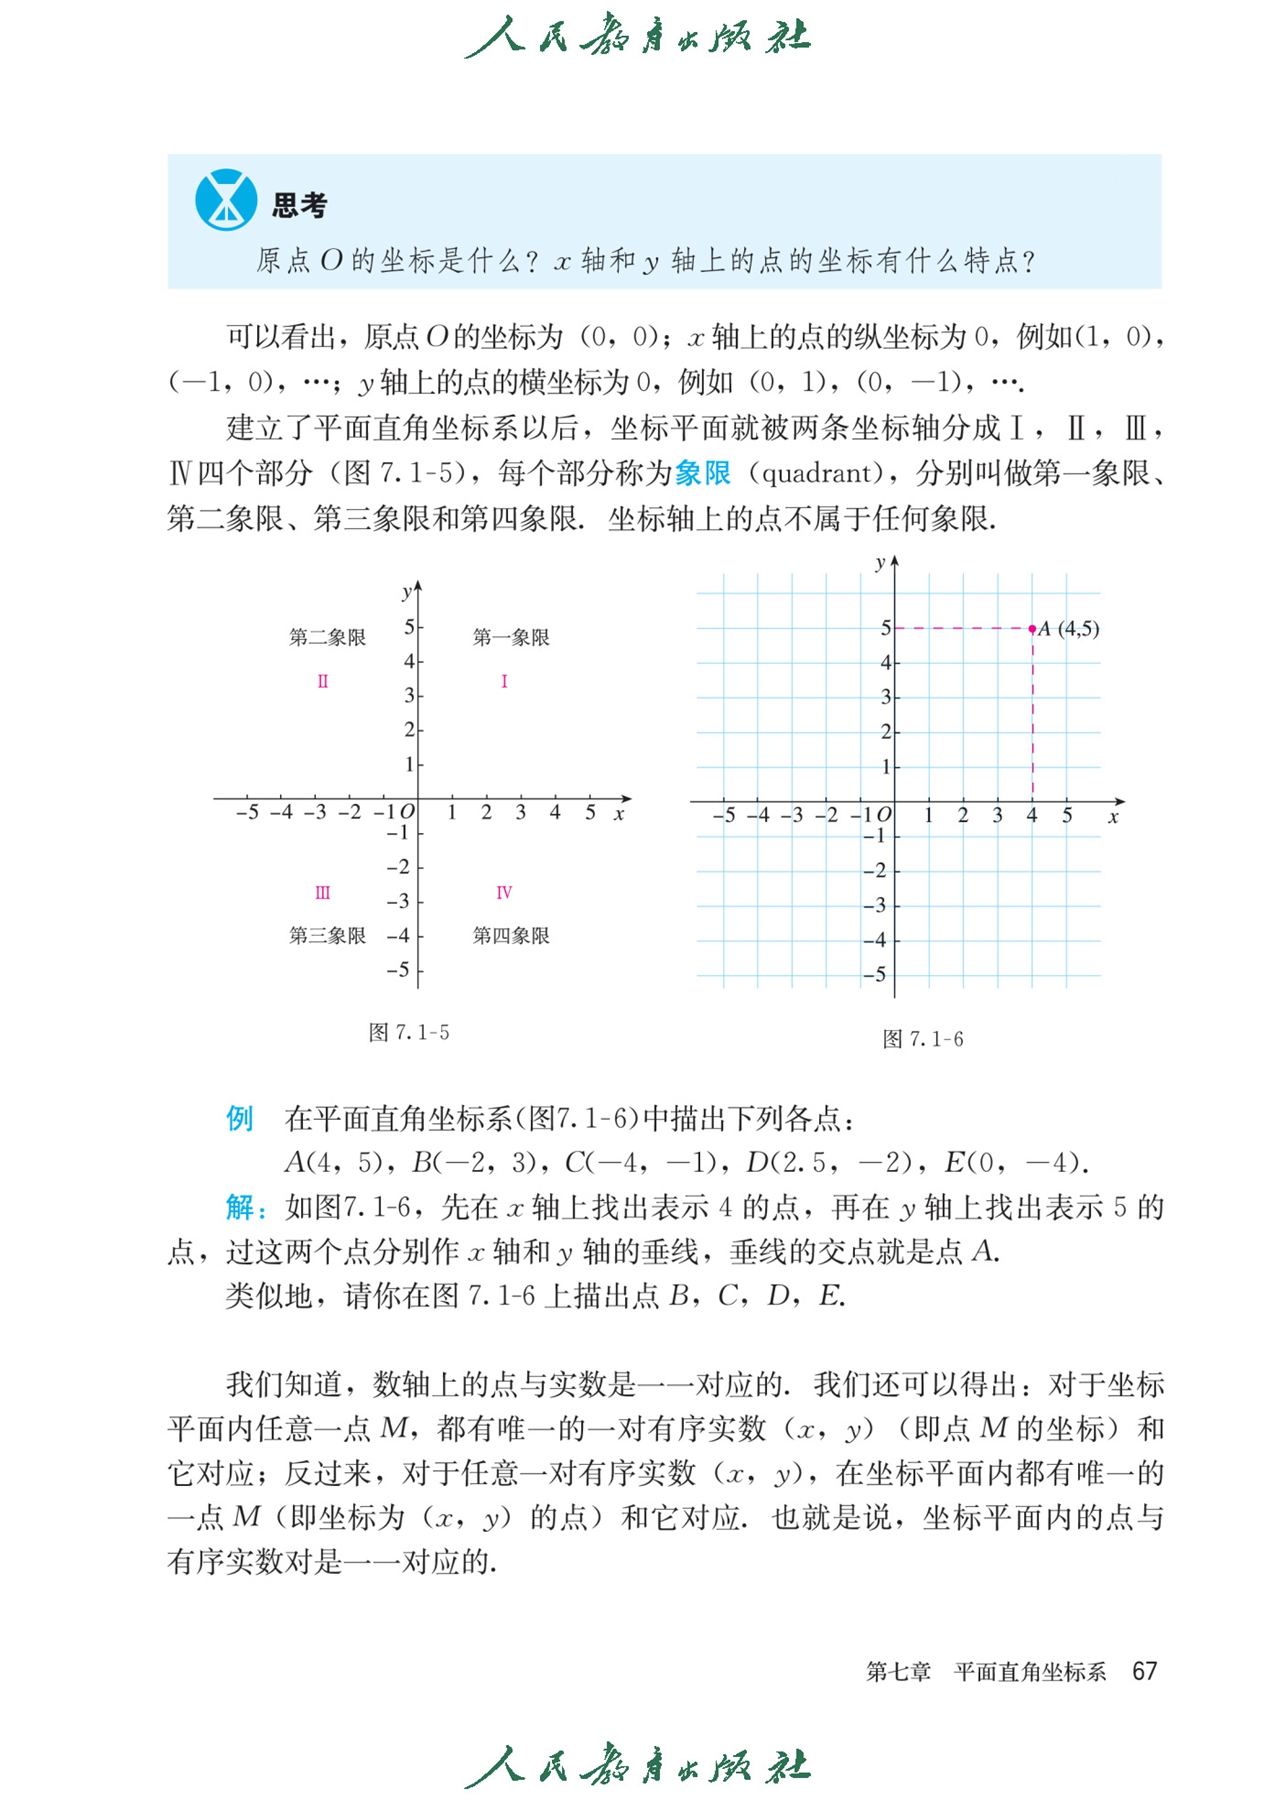 人民教育出版社
思考
原点 O 的坐标是什么？x 轴和 y 轴上的点的坐标有什么特点？
可以看出，原点 O 的坐标为（0，0）；x 轴上的点的纵坐标为 0，例如(1，0)，
(－1，0)，…；y 轴上的点的横坐标为 0，例如（0，1），（0，－1），….
建立了平面直角坐标系以后，坐标平面就被两条坐标轴分成Ⅰ，Ⅱ，Ⅲ，
Ⅳ四个部分（图 7.1-5），每个部分称为象限（quadrant），分别叫做第一象限、
第二象限、第三象限和第四象限．坐标轴上的点不属于任何象限．
y
第二象限 5 第一象限
4
Ⅱ Ⅰ
3
2
1
-5 -4 -3 -2 -1 O 1 2 3 4 5 x
-1
-2
Ⅲ Ⅳ
-3
第三象限 -4 第四象限
-5
图 7.1-5
y
5 A (4,5)
4
3
2
1
-5 -4 -3 -2 -1 O 1 2 3 4 5 x
-1
-2
-3
-4
-5
图 7.1-6
例 在平面直角坐标系(图7.1-6)中描出下列各点：
A(4，5)，B(－2，3)，C(－4，－1)，D(2.5，－2)，E(0，－4).
解：如图7.1-6，先在 x 轴上找出表示 4 的点，再在 y 轴上找出表示 5 的
点，过这两个点分别作 x 轴和 y 轴的垂线，垂线的交点就是点 A.
类似地，请你在图 7.1-6 上描出点 B，C，D，E.
我们知道，数轴上的点与实数是一一对应的．我们还可以得出：对于坐标
平面内任意一点 M，都有唯一的一对有序实数（x，y）（即点 M 的坐标）和
它对应；反过来，对于任意一对有序实数（x，y），在坐标平面内都有唯一的
一点 M（即坐标为（x，y）的点）和它对应．也就是说，坐标平面内的点与
有序实数对是一一对应的．
第七章 平面直角坐标系 67
人民教育出版社